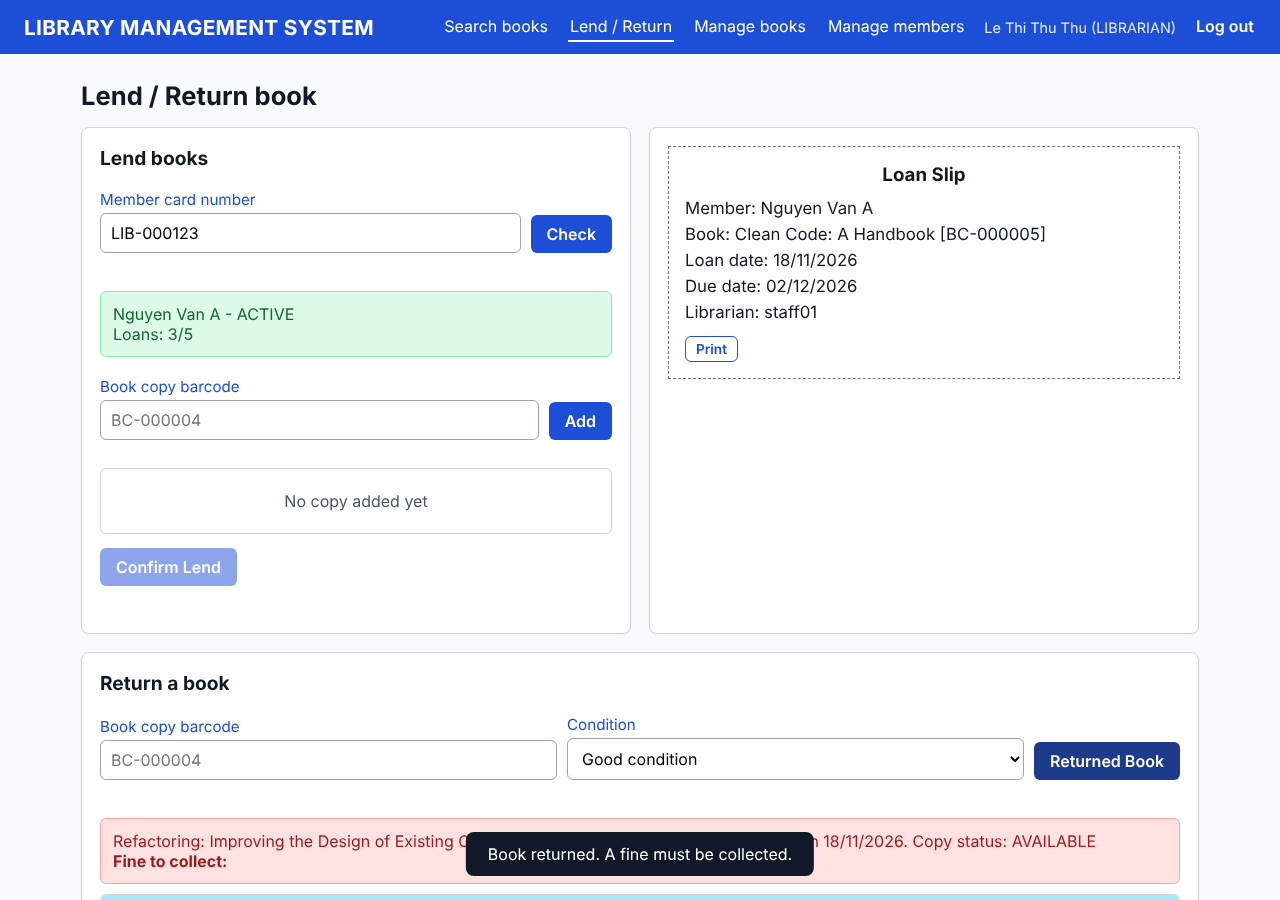 LIBRARY MANAGEMENT SYSTEM
Search books
Lend / Return
Manage books
Manage members
Le Thi Thu Thu (LIBRARIAN)
Log out
Lend / Return book
Lend books
Member card number
LIB-000123
Check
Nguyen Van A - ACTIVE
Loans: 3/5
Book copy barcode
BC-000004
Add
No copy added yet
Confirm Lend
Loan Slip
Member: Nguyen Van A
Book: Clean Code: A Handbook [BC-000005]
Loan date: 18/11/2026
Due date: 02/12/2026
Librarian: staff01
Print
Return a book
Book copy barcode
BC-000004
Condition
Good condition
Returned Book
Refactoring: Improving the Design of Existing 18/11/2026. Copy status: AVAILABLE
Fine to collect:
Book returned. A fine must be collected.